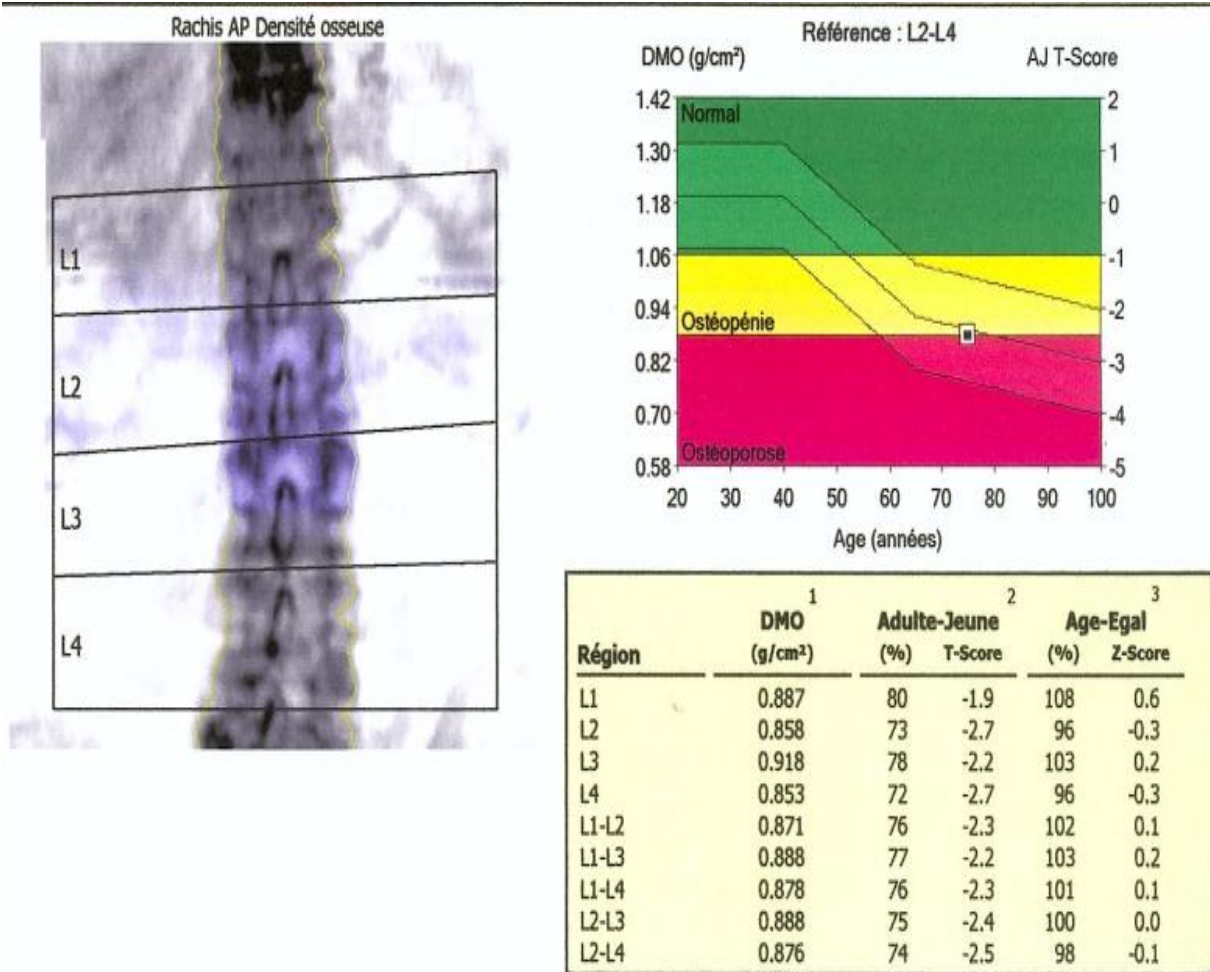 Rachis AP Densité osseuse
L1
L2
L3
L4
Référence : L2-L4
DMO (g/cm²) AJ T-Score
1.42 2
Normal
1.30 1
1.18 0
1.06 -1
0.94 -2
Ostéopénie
0.82 -3
0.70 -4
Ostéoporose
0.58 -5
20 30 40 50 60 70 80 90 100
Age (années)
1 2 3
DMO Adulte-Jeune Age-Egal
Région (g/cm²) (%) T-Score (%) Z-Score
L1 0.887 80 -1.9 108 0.6
L2 0.858 73 -2.7 96 -0.3
L3 0.918 78 -2.2 103 0.2
L4 0.853 72 -2.7 96 -0.3
L1-L2 0.871 76 -2.3 102 0.1
L1-L3 0.888 77 -2.2 103 0.2
L1-L4 0.878 76 -2.3 101 0.1
L2-L3 0.888 75 -2.4 100 0.0
L2-L4 0.876 74 -2.5 98 -0.1